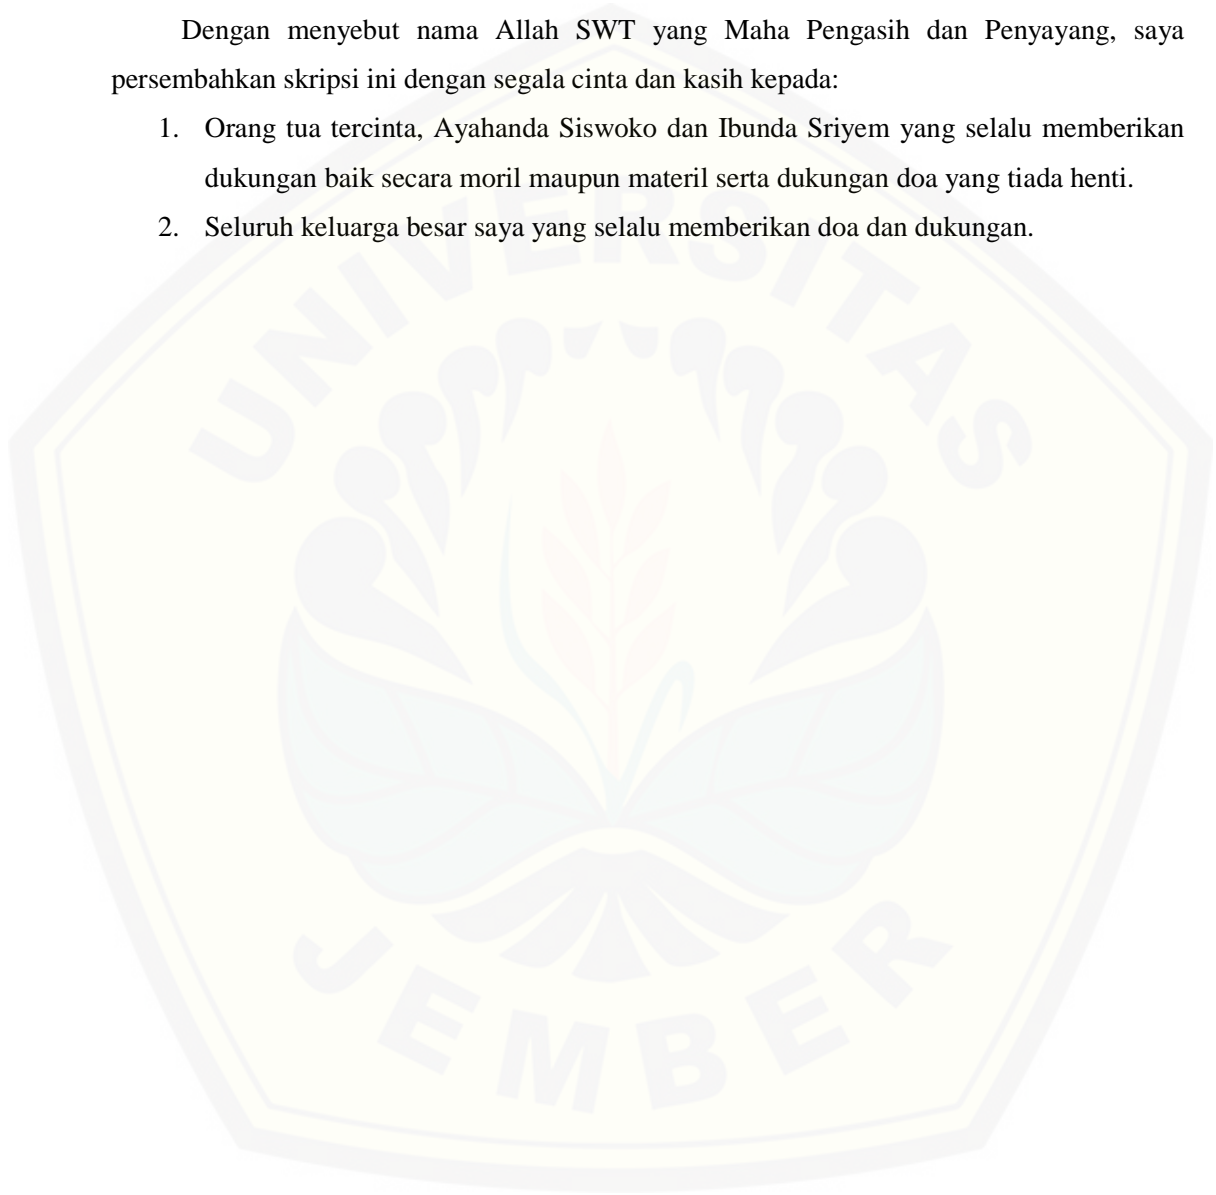 Dengan menyebut nama Allah SWT yang Maha Pengasih dan Penyayang, saya
persembahkan skripsi ini dengan segala cinta dan kasih kepada:
1. Orang tua tercinta, Ayahanda Siswoko dan Ibunda Sriyem yang selalu memberikan
dukungan baik secara moril maupun materil serta dukungan doa yang tiada henti.
2. Seluruh keluarga besar saya yang selalu memberikan doa dan dukungan.
UNIVERSITAS
JEMBER